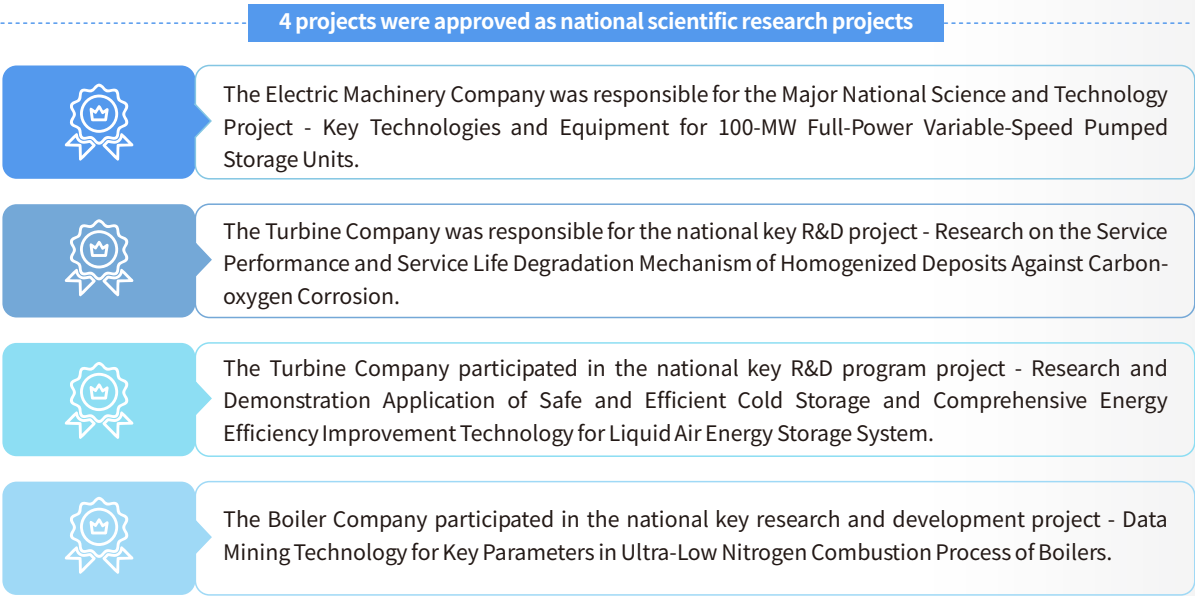 4 projects were approved as national scientific research projects
The Electric Machinery Company was responsible for the Major National Science and Technology
Project - Key Technologies and Equipment for 100-MW Full-Power Variable-Speed Pumped
Storage Units.
The Turbine Company was responsible for the national key R&D project - Research on the Service
Performance and Service Life Degradation Mechanism of Homogenized Deposits Against Carbon-
oxygen Corrosion.
The Turbine Company participated in the national key R&D program project - Research and
Demonstration Application of Safe and Efficient Cold Storage and Comprehensive Energy
Efficiency Improvement Technology for Liquid Air Energy Storage System.
The Boiler Company participated in the national key research and development project - Data
Mining Technology for Key Parameters in Ultra-Low Nitrogen Combustion Process of Boilers.